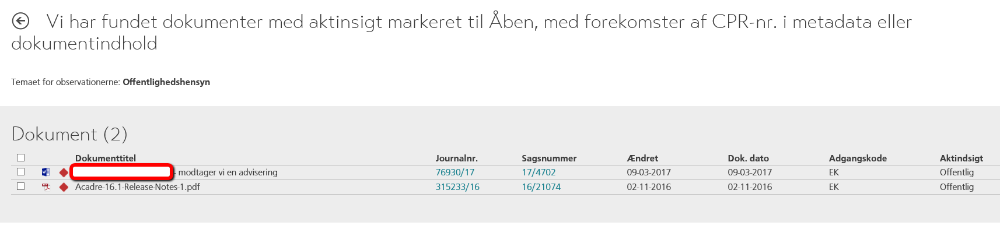 Vi har fundet dokumenter med aktinsigt markeret til Åben, med forekomster af CPR-nr. i metadata eller
dokumentindhold
Temaet for observationerne: Offentlighedshensyn
Dokument (2)
Dokumenttitel Journalnr. Sagsnummer Ændret Dok. dato Adgangskode Aktindsigt
- modtager vi en advisering 76930/17 17/4702 09-03-2017 09-03-2017 EK Offentlig
Acadre-16.1-Release-Notes-1.pdf 315233/16 16/21074 02-11-2016 02-11-2016 EK Offentlig